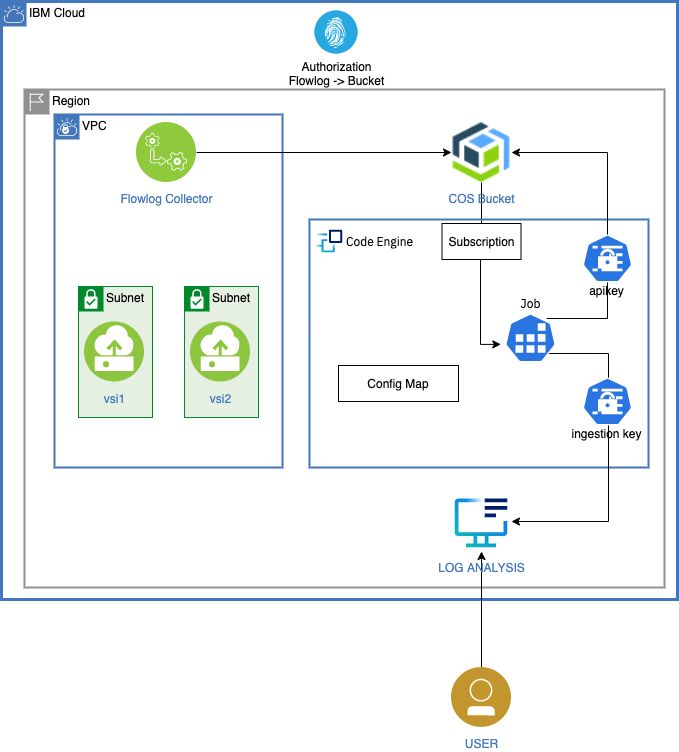 IBM Cloud
Authorization
Flowlog -> Bucket
Region
VPC
Flowlog Collector
COS Bucket
Code Engine
Subscription
apikey
Subnet
Subnet
Job
vsi1
vsi2
Config Map
ingestion key
LOG ANALYSIS
USER